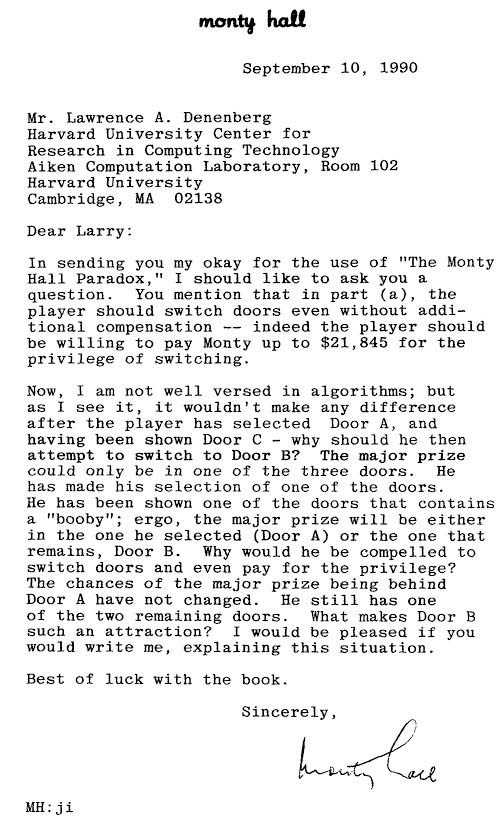 monty hall
September 10, 1990
Mr. Lawrence A. Denenberg
Harvard University Center for
Research in Computing Technology
Aiken Computation Laboratory, Room 102
Harvard University
Cambridge, MA  02138
Dear Larry:
In sending you my okay for the use of "The Monty
Hall Paradox," I should like to ask you a
question.  You mention that in part (a), the
player should switch doors even without addi-
tional compensation -- indeed the player should
be willing to pay Monty up to $21,845 for the
privilege of switching.
Now, I am not well versed in algorithms; but
as I see it, it wouldn't make any difference
after the player has selected Door A, and
having been shown Door C - why should he then
attempt to switch to Door B?  The major prize
could only be in one of the three doors.  He
has made his selection of one of the doors.
He has been shown one of the doors that contains
a "booby"; ergo, the major prize will be either
in the one he selected (Door A) or the one that
remains, Door B.  Why would he be compelled to
switch doors and even pay for the privilege?
The chances of the major prize being behind
Door A have not changed.  He still has one
of the two remaining doors.  What makes Door B
such an attraction?  I would be pleased if you
would write me, explaining this situation.
Best of luck with the book.
Sincerely,
Monty Hall
MH:ji